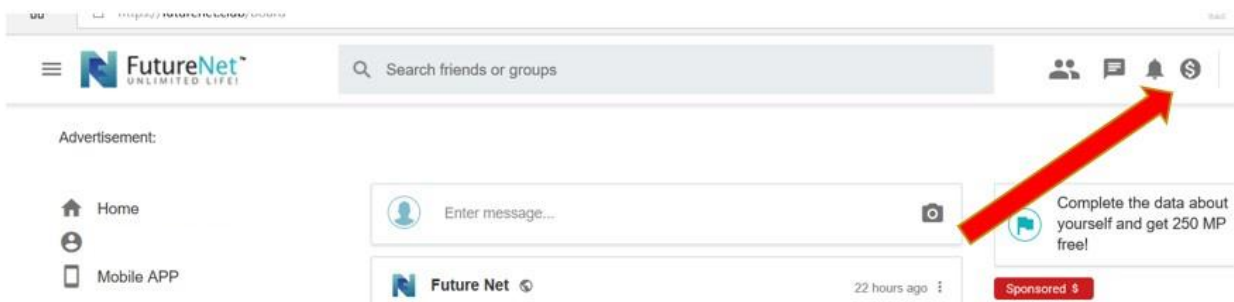 FutureNet™
UNLIMITED LIFE!
Search friends or groups
Advertisement:
Home
Enter message...
Complete the data about
yourself and get 250 MP
free!
Mobile APP
Future Net
22 hours ago
Sponsored $